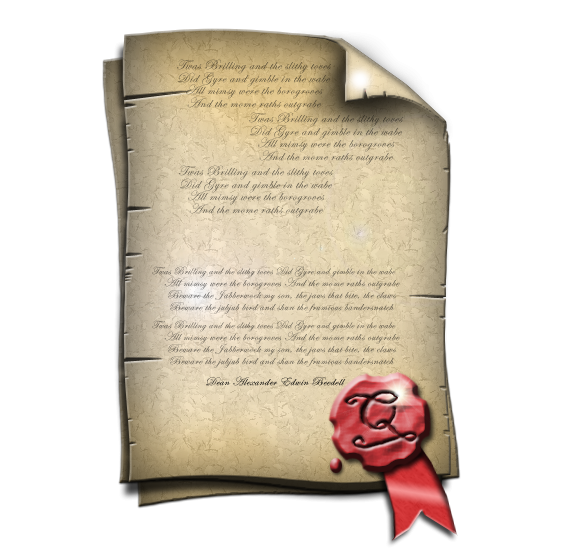 Twas Brilling and the slithy toves
Did Gyre and gimble in the wabe
All mimsy were the borogroves
And the mome raths outgrabe
Twas Brilling and the slithy toves
Did Gyre and gimble in the wabe
All mimsy were the borogroves
And the mome raths outgrabe
Twas Brilling and the slithy toves
Did Gyre and gimble in the wabe
All mimsy were the borogroves
And the mome raths outgrabe
Twas Brilling and the slithy toves Did Gyre and gimble in the wabe
All mimsy were the borogroves And the mome raths outgrabe
Beware the Jabberwock my son, the jaws that bite, the claws
Beware the jubjub bird and shun the frumious bandersnatch
Twas Brilling and the slithy toves Did Gyre and gimble in the wabe
All mimsy were the borogroves And the mome raths outgrabe
Beware the Jabberwock my son, the jaws that bite, the claws
Beware the jubjub bird and shun the frumious bandersnatch
Dean Alexander Edwin Beedell